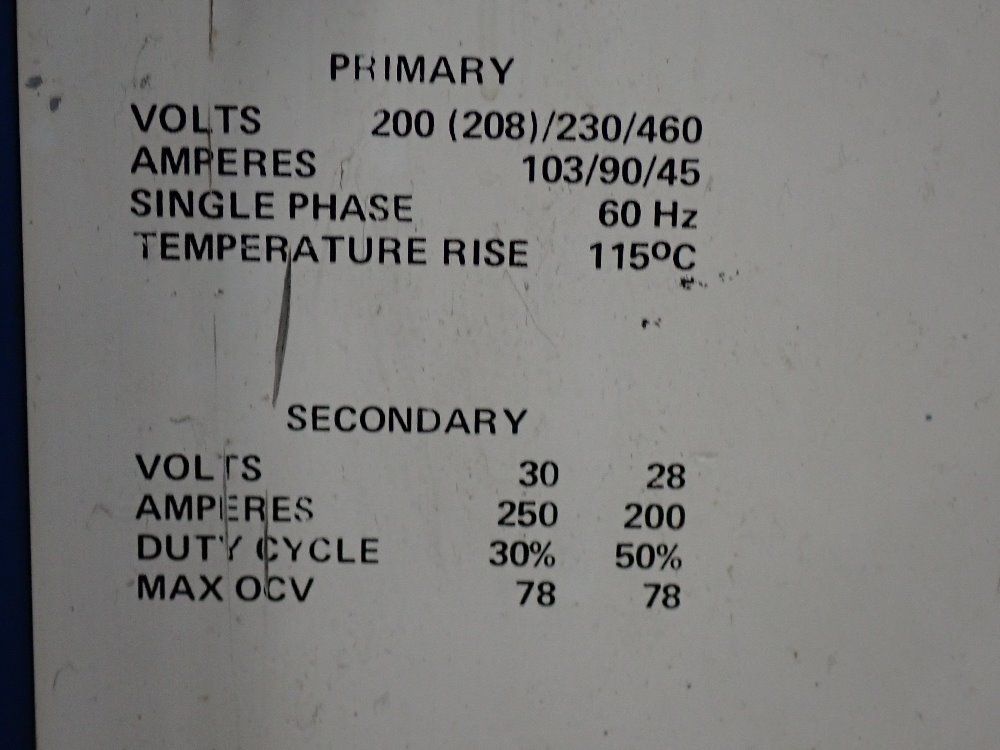 PRIMARY
VOLTS 200 (208)/230/460
AMPERES 103/90/45
SINGLE PHASE 60 Hz
TEMPERATURE RISE 115ºC
SECONDARY
VOLTS 30 28
AMPERES 250 200
DUTY CYCLE 30% 50%
MAX OCV 78 78